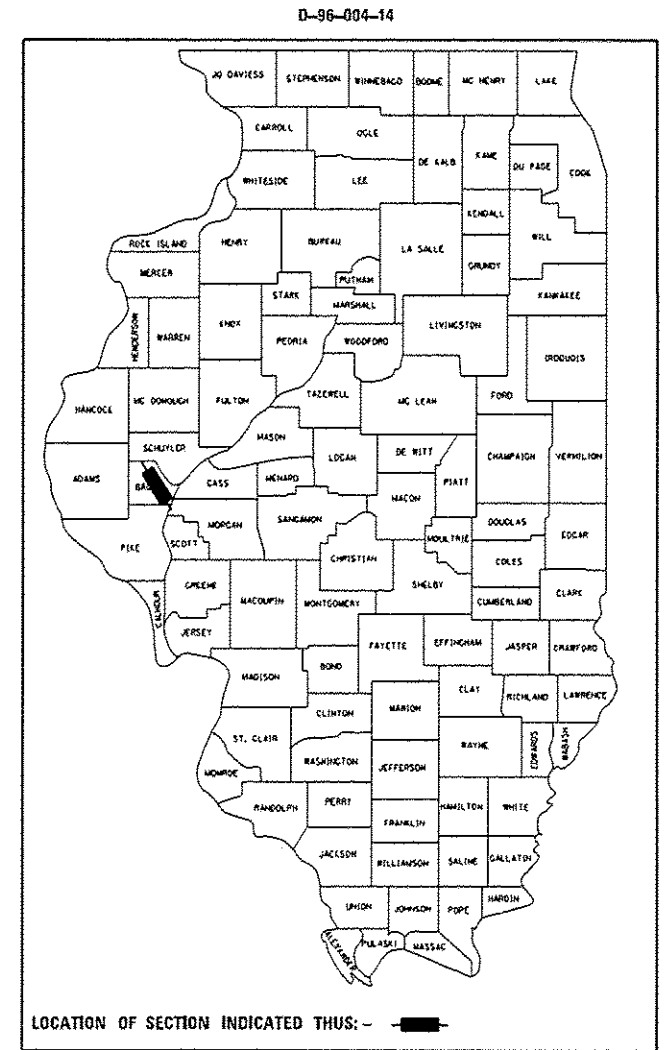 D-96-004-14
JO DAVIESS STEPHENSON WINNEBAGO BOONE MC HENRY LAKE
CARROLL OGLE DE KALB KANE DU PAGE COOK
WHITESIDE LEE KENDALL WILL
ROCK ISLAND HENRY BUREAU LA SALLE GRUNDY
MERCER PUTNAM KANKAKEE
HENDERSON WARREN KNOX STARK MARSHALL LIVINGSTON
PEORIA WOODFORD IROQUOIS
HANCOCK MC DONOUGH FULTON TAZEWELL MC LEAN FORD
SCHUYLER MASON LOGAN DE WITT CHAMPAIGN VERMILION
ADAMS CASS MENARD MACON PIATT
MORGAN SANGAMON MOULTRIE DOUGLAS EDGAR
PIKE SCOTT CHRISTIAN COLES
GREENE MACOUPIN MONTGOMERY SHELBY CUMBERLAND CLARK
CALHOUN JERSEY FAYETTE EFFINGHAM JASPER CRAWFORD
MADISON BOND CLAY RICHLAND LAWRENCE
CLINTON MARION WAYNE EDWARDS WABASH
ST. CLAIR WASHINGTON JEFFERSON
MONROE RANDOLPH PERRY HAMILTON WHITE
FRANKLIN
JACKSON WILLIAMSON SALINE GALLATIN
UNION JOHNSON POPE HARDIN
ALEXANDER PULASKI MASSAC
LOCATION OF SECTION INDICATED THUS: -